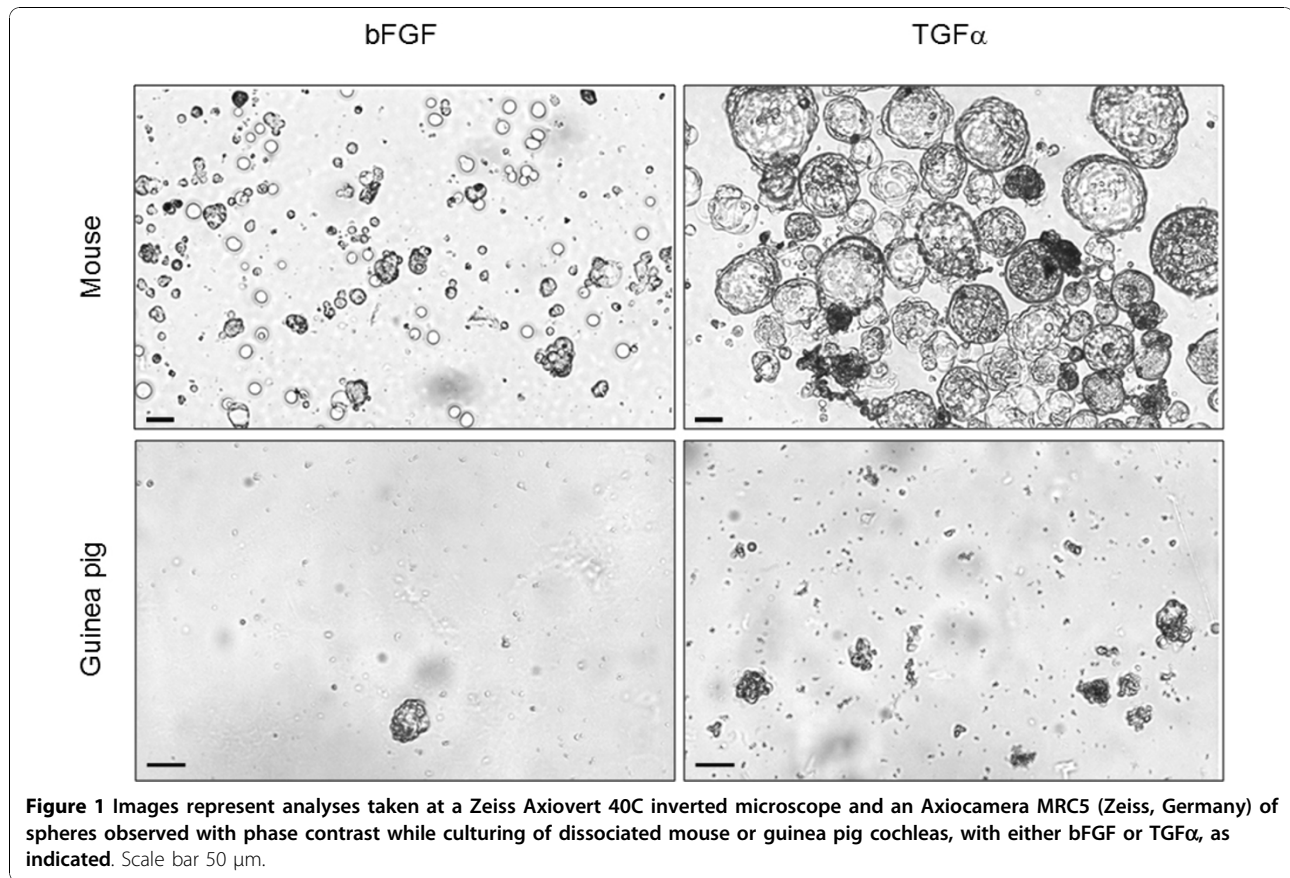 bFGF
TGFα
Mouse
Guinea pig
Figure 1 Images represent analyses taken at a Zeiss Axiovert 40C inverted microscope and an Axiocamera MRC5 (Zeiss, Germany) of
spheres observed with phase contrast while culturing of dissociated mouse or guinea pig cochleas, with either bFGF or TGFα, as
indicated. Scale bar 50 μm.